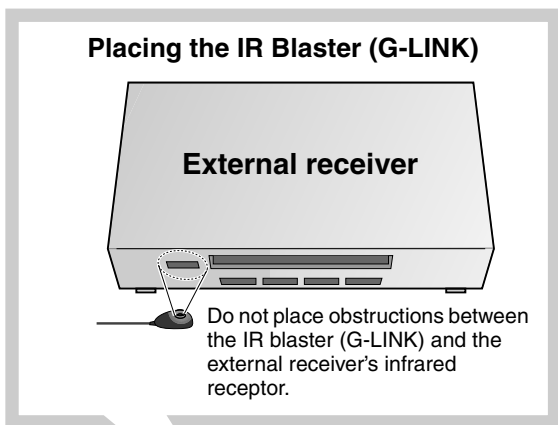 Placing the IR Blaster (G-LINK)
External receiver
Do not place obstructions between
the IR blaster (G-LINK) and the
external receiver's infrared
receptor.